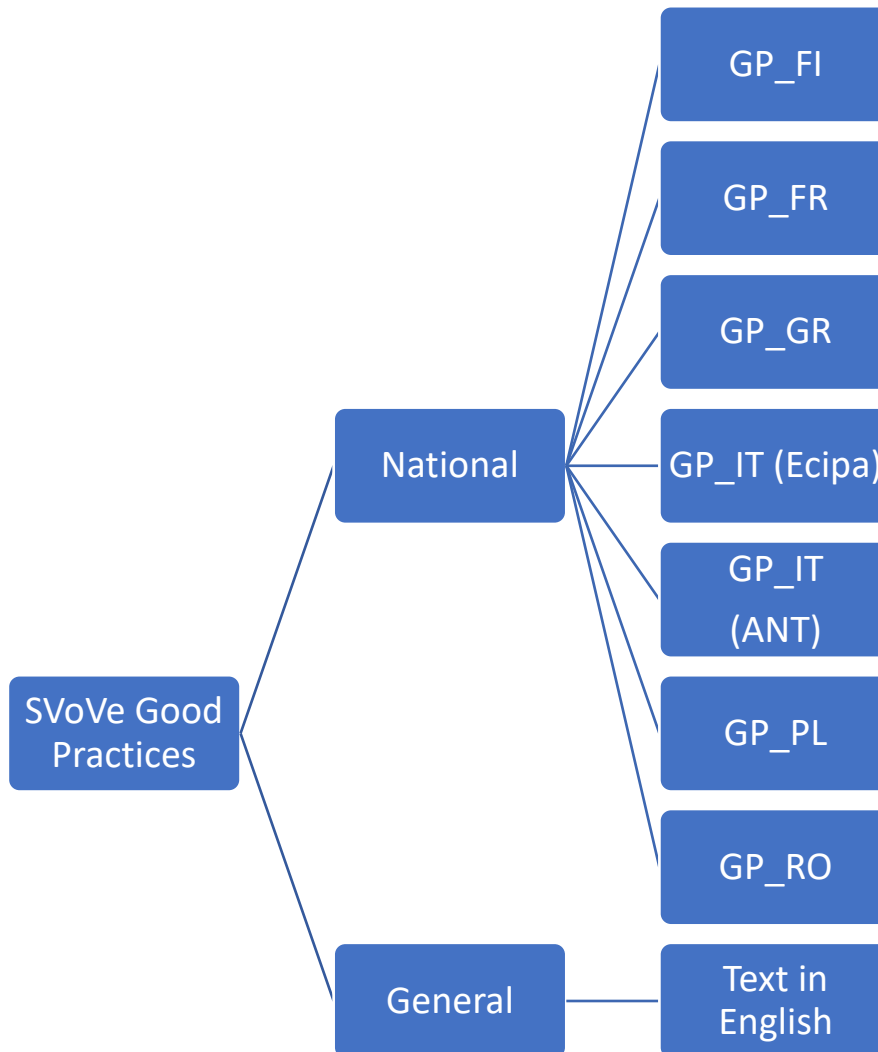 GP_FI
GP_FR
GP_GR
National
GP_IT (Ecipa)
GP_IT
(ANT)
SVoVe Good
Practices
GP_PL
GP_RO
General
Text in
English